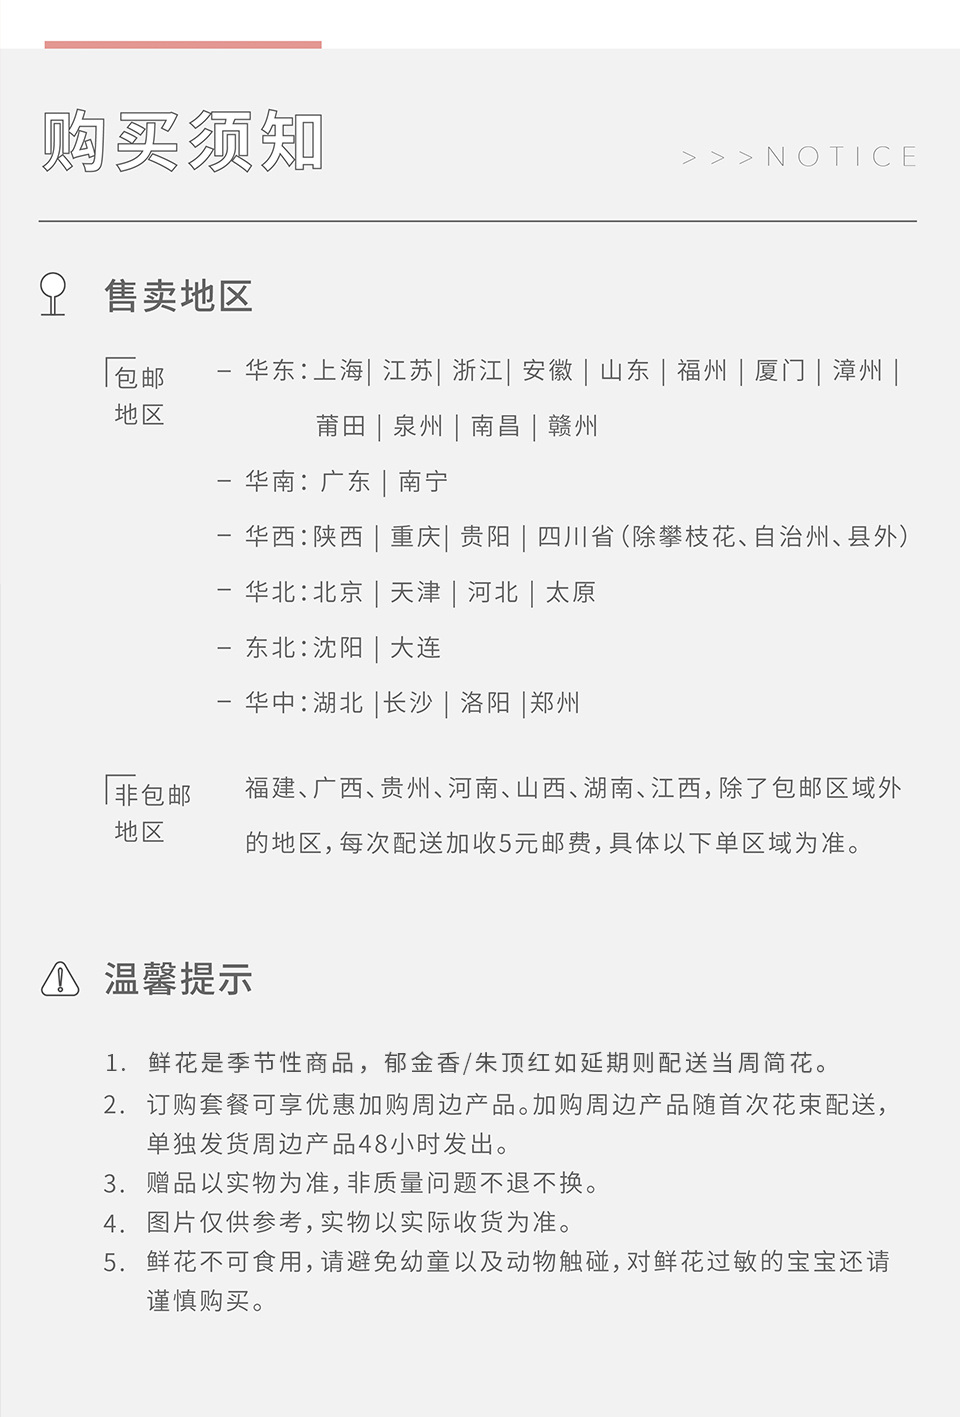 购买须知
>>>NOTICE
售卖地区
包邮
地区
– 华东:上海| 江苏| 浙江| 安徽 | 山东 | 福州 | 厦门 | 漳州 |
莆田 | 泉州 | 南昌 | 赣州
– 华南: 广东 | 南宁
– 华西:陕西 | 重庆| 贵阳 | 四川省(除攀枝花、自治州、县外)
– 华北:北京 | 天津 | 河北 | 太原
– 东北:沈阳 | 大连
– 华中:湖北 |长沙 | 洛阳 |郑州
非包邮
地区
福建、广西、贵州、河南、山西、湖南、江西,除了包邮区域外
的地区,每次配送加收5元邮费,具体以下单区域为准。
温馨提示
1. 鲜花是季节性商品，郁金香/朱顶红如延期则配送当周简花。
2. 订购套餐可享优惠加购周边产品。加购周边产品随首次花束配送,
单独发货周边产品48小时发出。
3. 赠品以实物为准,非质量问题不退不换。
4. 图片仅供参考,实物以实际收货为准。
5. 鲜花不可食用,请避免幼童以及动物触碰,对鲜花过敏的宝宝还请
谨慎购买。